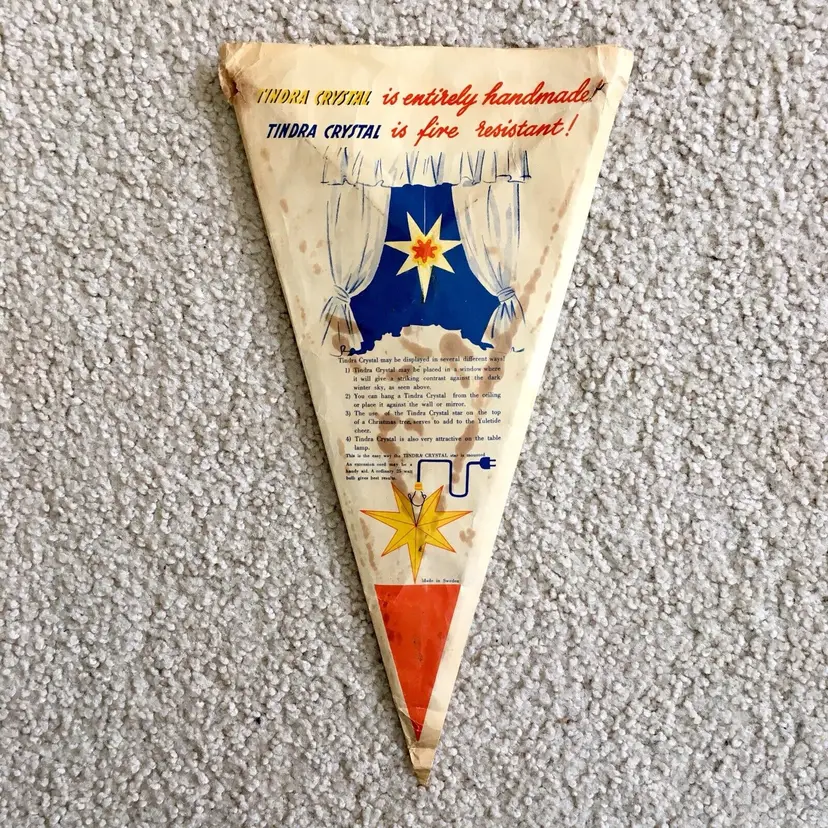 TINDRA CRYSTAL is entirely handmade!
TINDRA CRYSTAL is fire resistant!
Tindra Crystal may be displayed in several different ways:
1) Tindra Crystal may be placed in a window where
it will give a striking contrast against the dark
winter sky, as seen above.
2) You can hang a Tindra Crystal from the ceiling
or place it against the wall or mirror.
3) The use of the Tindra Crystal star on the top
of a Christmas tree, serves to add to the Yuletide
cheer.
4) Tindra Crystal is also very attractive on the table
lamp.
This is the easy way the TINDRA CRYSTAL star is mounted
An extension cord may be a
handy aid. A ordinary 25-watt
bulb gives best results.
Made in Sweden